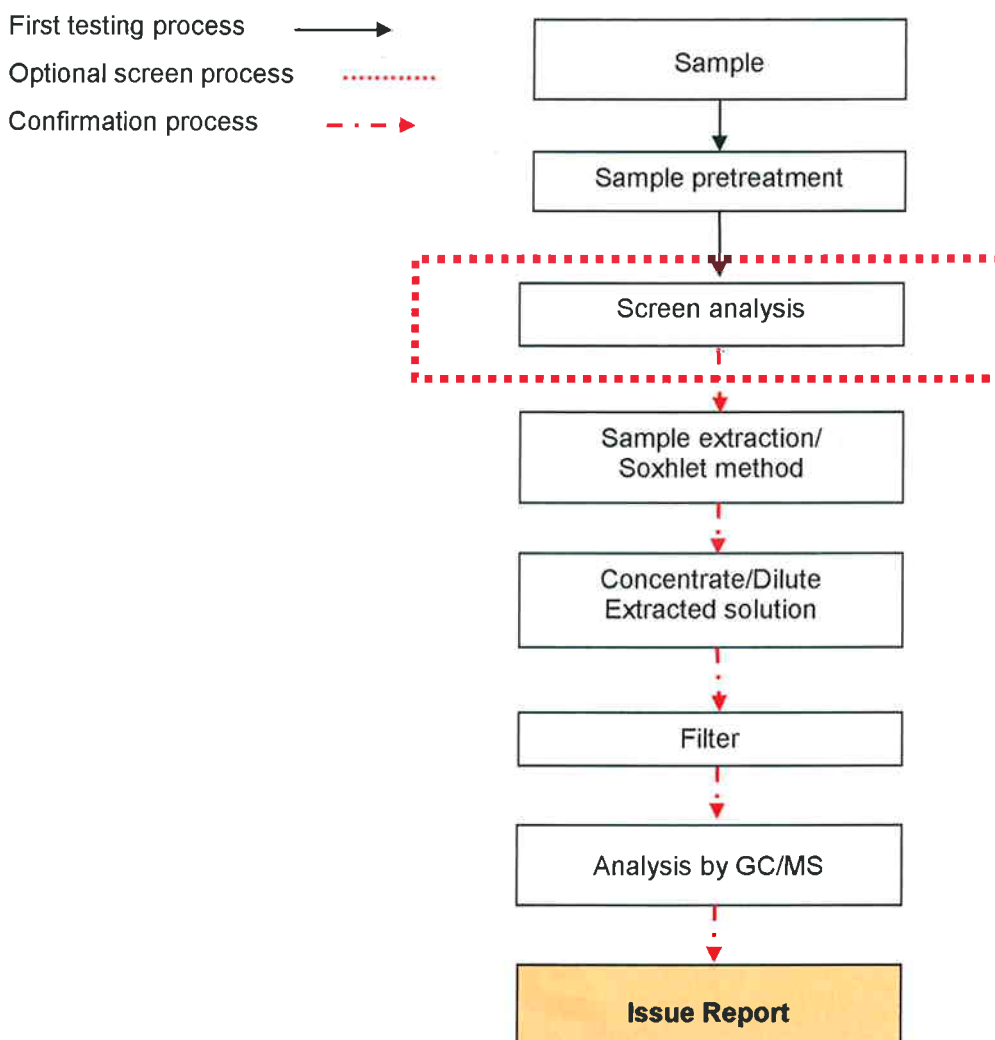 First testing process
Optional screen process
Confirmation process
Sample
Sample pretreatment
Screen analysis
Sample extraction/
Soxhlet method
Concentrate/Dilute
Extracted solution
Filter
Analysis by GC/MS
Issue Report